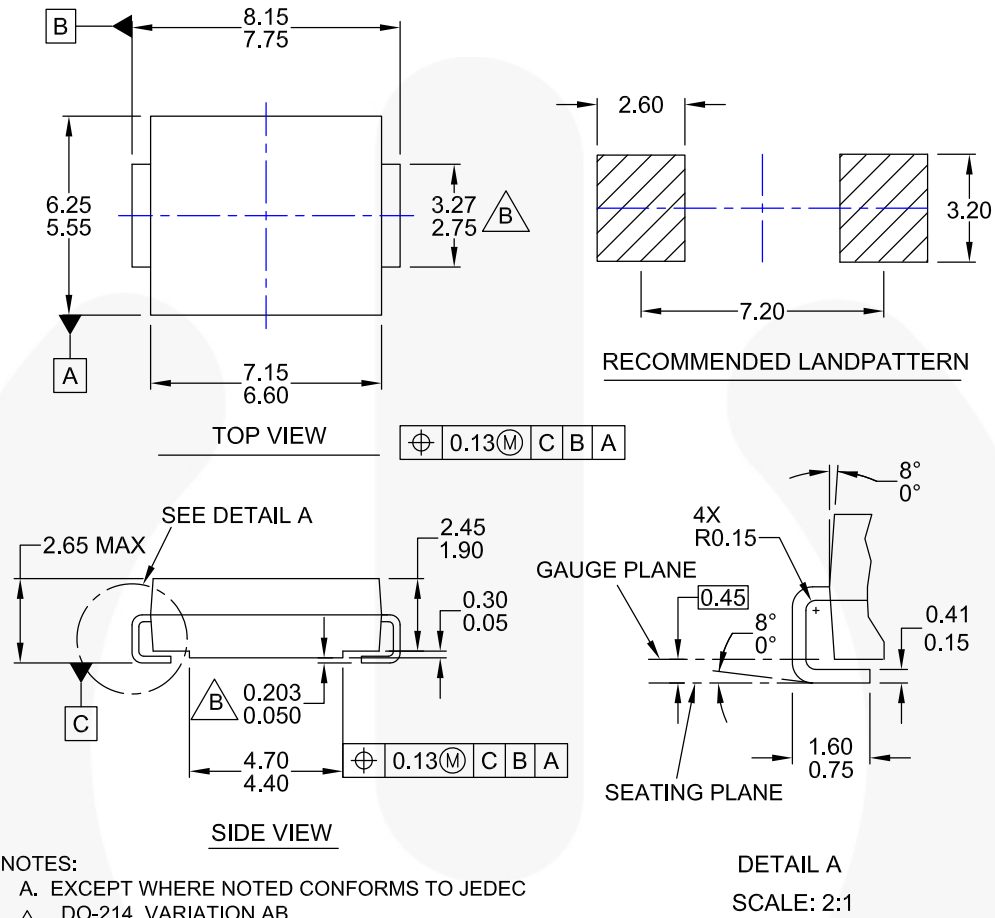 B
8.15
7.75
2.60
6.25
5.55
3.27
2.75
B
3.20
7.20
A
7.15
6.60
RECOMMENDED LANDPATTERN
TOP VIEW
⌖ 0.13Ⓜ C B A
SEE DETAIL A
2.65 MAX
2.45
1.90
0.30
0.05
C
B
0.203
0.050
4.70
4.40
⌖ 0.13Ⓜ C B A
SIDE VIEW
8°
0°
4X
R0.15
GAUGE PLANE
0.45
8°
0°
0.41
0.15
1.60
0.75
SEATING PLANE
DETAIL A
SCALE: 2:1
NOTES:
A. EXCEPT WHERE NOTED CONFORMS TO JEDEC
DO-214 VARIATION AB